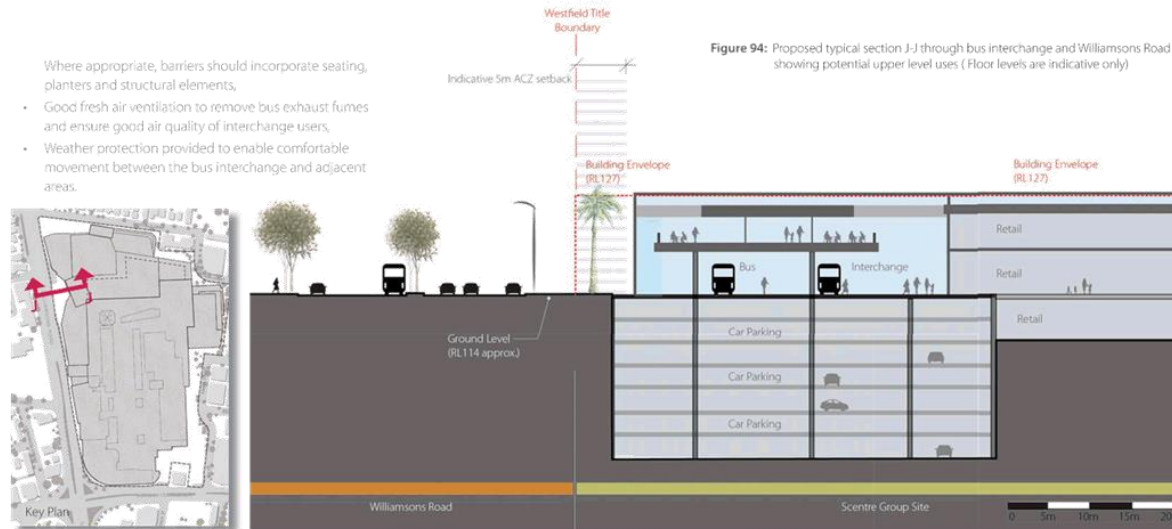 Westfield Title
Boundary
Figure 94: Proposed typical section J-J through bus interchange and Williamsons Road
showing potential upper level uses ( Floor levels are indicative only)
Where appropriate, barriers should incorporate seating,
planters and structural elements,
• Good fresh air ventilation to remove bus exhaust fumes
and ensure good air quality of interchange users,
• Weather protection provided to enable comfortable
movement between the bus interchange and adjacent
areas.
Indicative 5m ACZ setback
Building Envelope
(RL127)
Building Envelope
(RL127)
Retail
Bus
Interchange
Retail
Retail
Ground Level
(RL114 approx.)
Car Parking
Car Parking
Car Parking
Key Plan
Williamsons Road
Scentre Group Site
0 5m 10m 15m